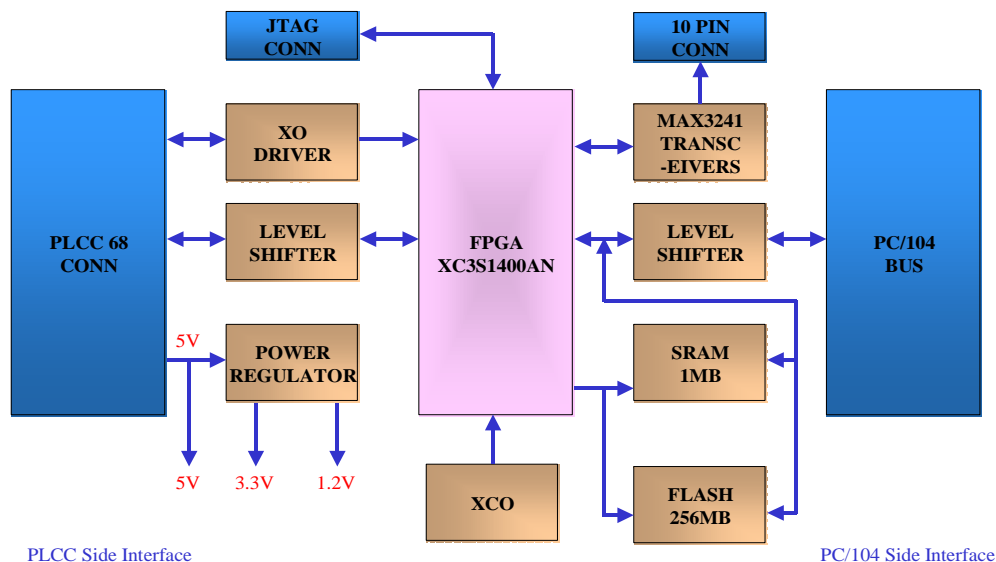 JTAG
CONN
10 PIN
CONN
XO
DRIVER
MAX3241
TRANSC
-EIVERS
PLCC 68
CONN
LEVEL
SHIFTER
FPGA
XC3S1400AN
LEVEL
SHIFTER
PC/104
BUS
5V
POWER
REGULATOR
SRAM
1MB
5V
3.3V
1.2V
XCO
FLASH
256MB
PLCC Side Interface
PC/104 Side Interface